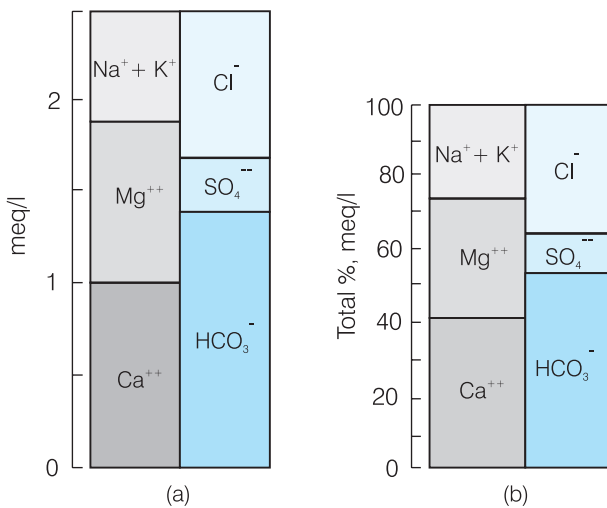 meq/l
2
1
0
Na⁺ + K⁺
Mg⁺⁺
Ca⁺⁺
Cl⁻
SO₄⁻⁻
HCO₃⁻
(a)
Total %, meq/l
100
80
60
40
20
0
Na⁺ + K⁺
Mg⁺⁺
Ca⁺⁺
Cl⁻
SO₄⁻⁻
HCO₃⁻
(b)